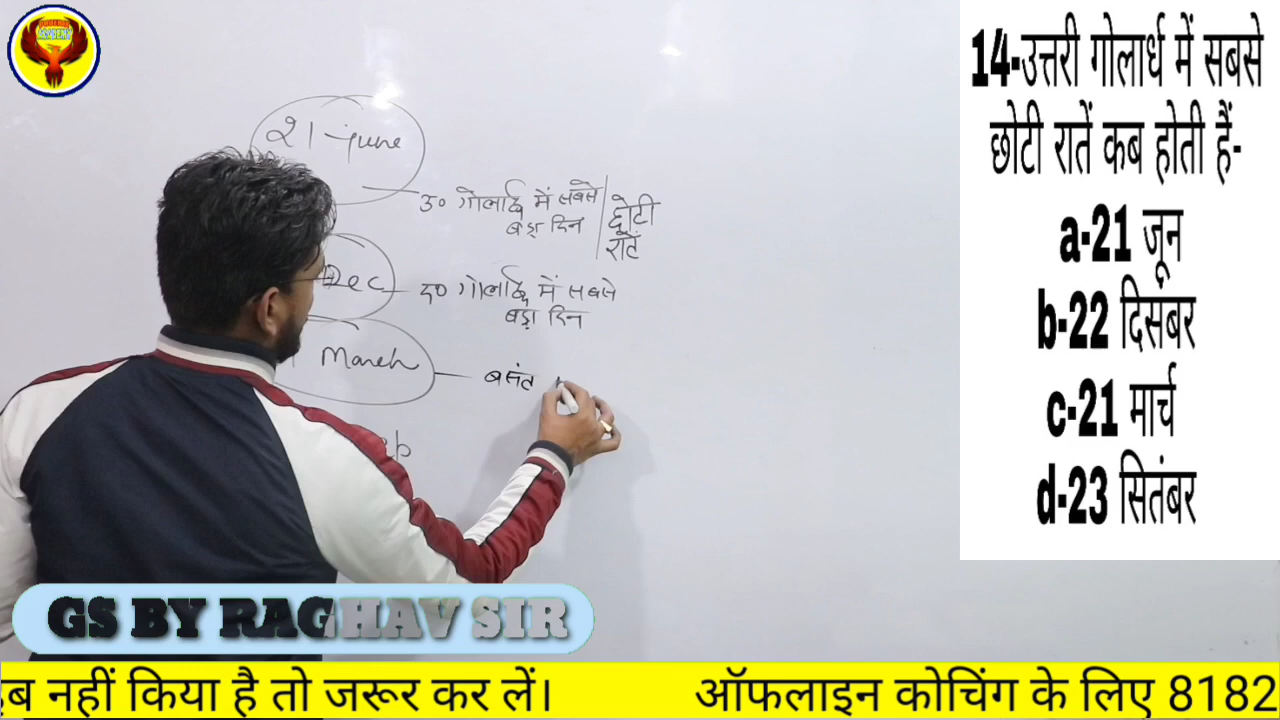 21 june
उ० गोलार्द्ध में सबसे
बड़ा दिन
छोटी
रातें
Dec
द० गोलार्द्ध में सबसे
बड़ा दिन
March
बसंत
14-उत्तरी गोलार्ध में सबसे
छोटी रातें कब होती हैं-
a-21 जून
b-22 दिसंबर
c-21 मार्च
d-23 सितंबर
GS BY RAGHAV SIR
नहीं किया है तो जरूर कर लें। ऑफलाइन कोचिंग के लिए 8182